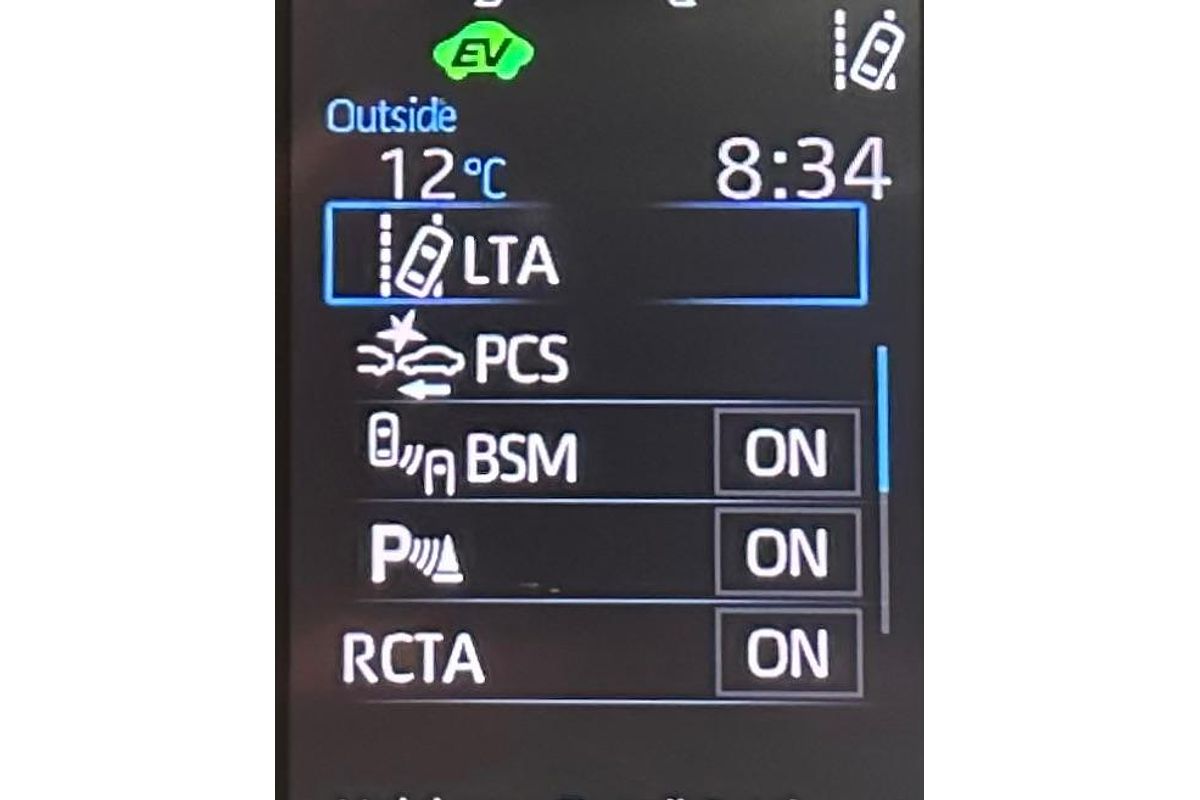 EV
Outside
12°C 8:34
LTA
PCS
BSM ON
P ON
RCTA ON